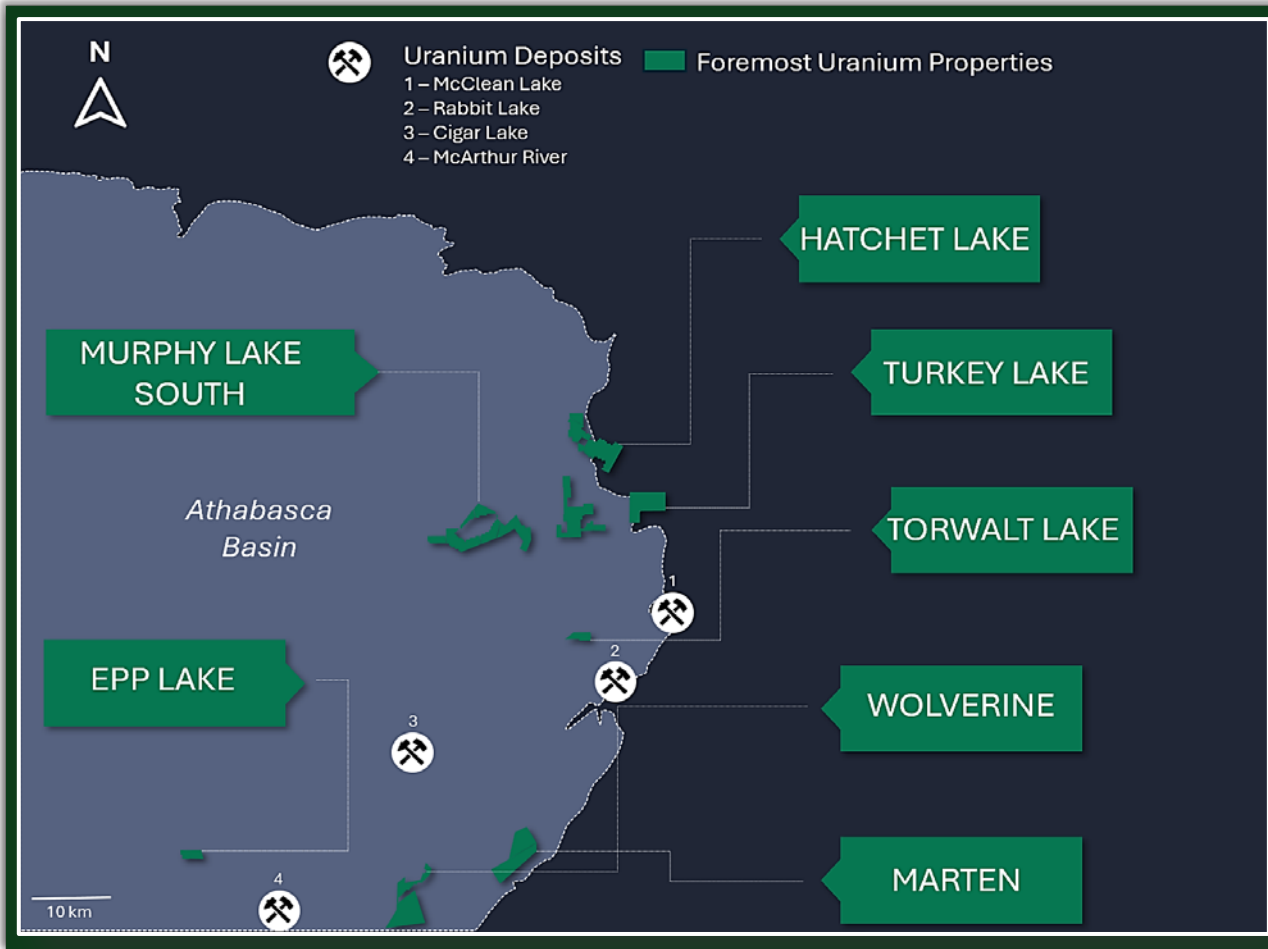 N
Uranium Deposits
1 – McClean Lake
2 – Rabbit Lake
3 – Cigar Lake
4 – McArthur River
Foremost Uranium Properties
HATCHET LAKE
MURPHY LAKE
SOUTH
TURKEY LAKE
Athabasca
Basin
TORWALT LAKE
1
2
EPP LAKE
WOLVERINE
3
MARTEN
4
10 km